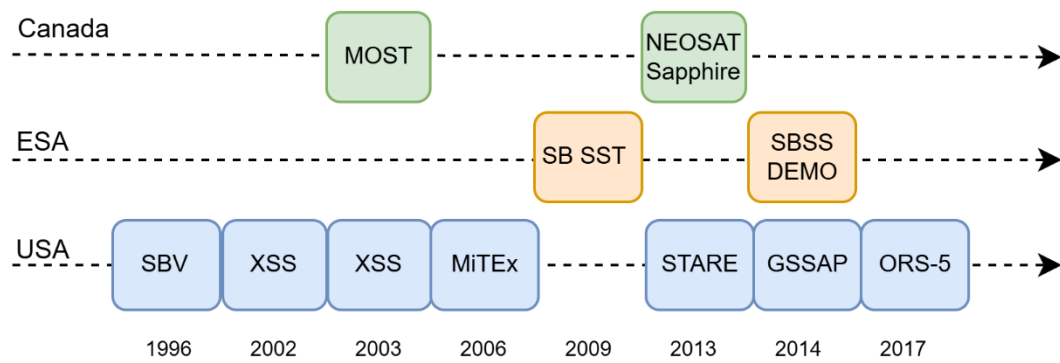 Canada
MOST
NEOSAT
Sapphire
ESA
SB SST
SBSS
DEMO
USA
SBV
XSS
XSS
MiTEx
STARE
GSSAP
ORS-5
1996
2002
2003
2006
2009
2013
2014
2017